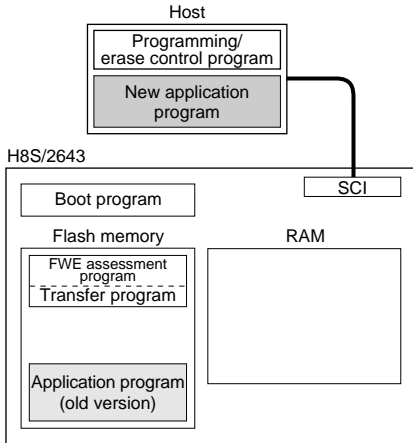 Host
Programming/
erase control program
New application
program
H8S/2643
SCI
Boot program
Flash memory
RAM
FWE assessment
program
Transfer program
Application program
(old version)